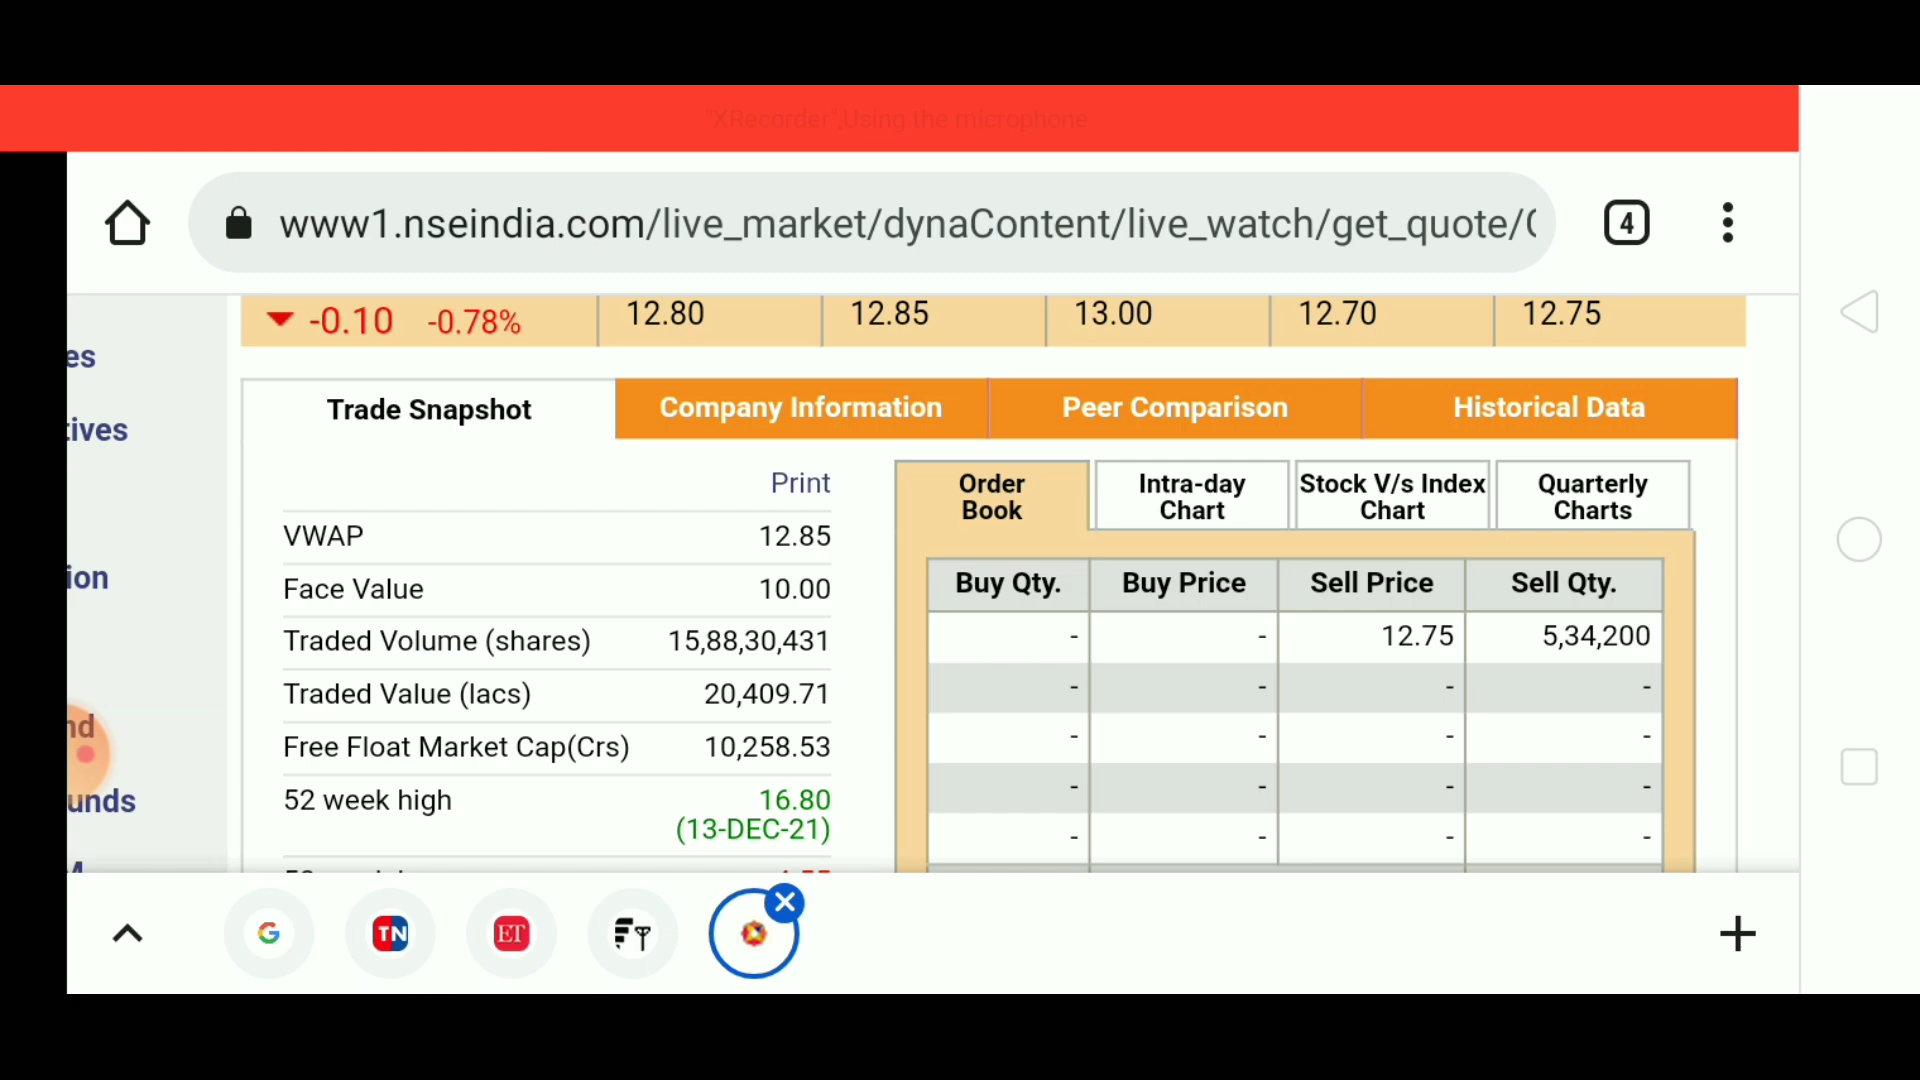 "XRecorder",Using the microphone
www1.nseindia.com/live_market/dynaContent/live_watch/get_quote/
4
-0.10 -0.78% 12.80 12.85 13.00 12.70 12.75
es
tives
ion
nd
unds
Trade Snapshot Company Information Peer Comparison Historical Data
Print
VWAP 12.85
Face Value 10.00
Traded Volume (shares) 15,88,30,431
Traded Value (lacs) 20,409.71
Free Float Market Cap(Crs) 10,258.53
52 week high 16.80
(13-DEC-21)
Order Book
Intra-day Chart
Stock V/s Index Chart
Quarterly Charts
Buy Qty. Buy Price Sell Price Sell Qty.
- - 12.75 5,34,200
- - - -
- - - -
- - - -
- - - -
G TN ET